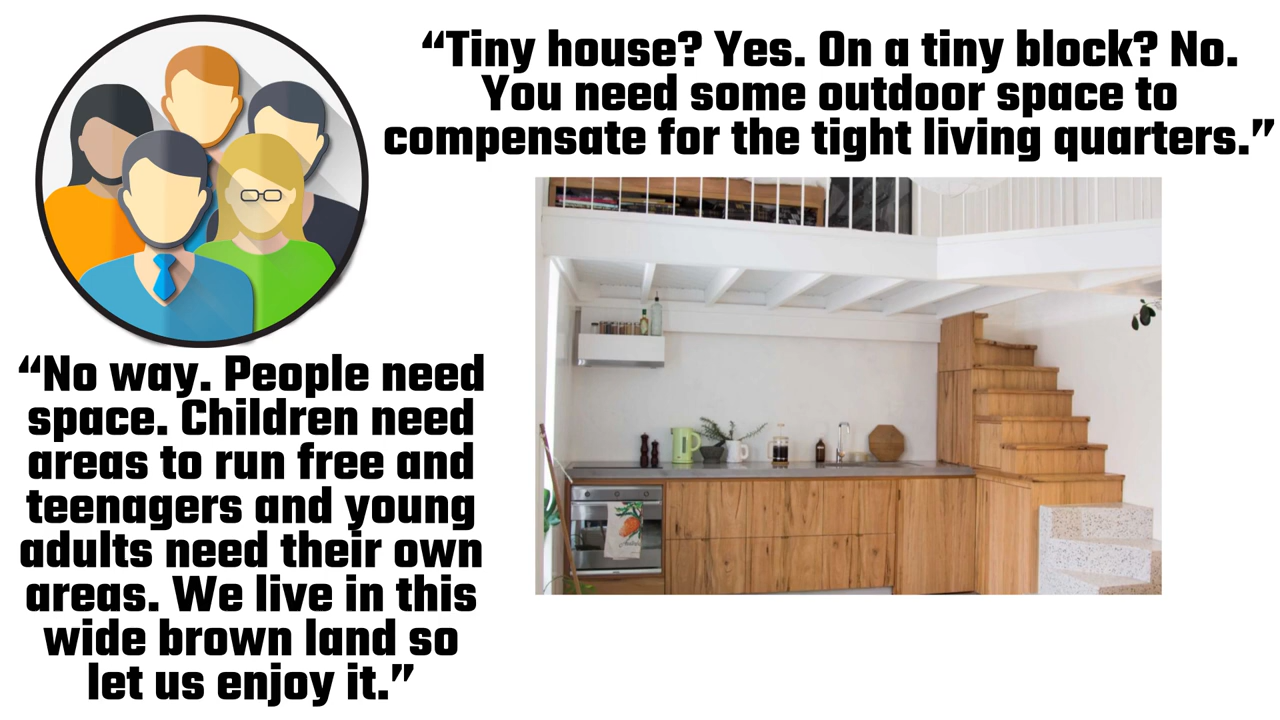 “Tiny house? Yes. On a tiny block? No.
You need some outdoor space to
compensate for the tight living quarters.”
“No way. People need
space. Children need
areas to run free and
teenagers and young
adults need their own
areas. We live in this
wide brown land so
let us enjoy it.”